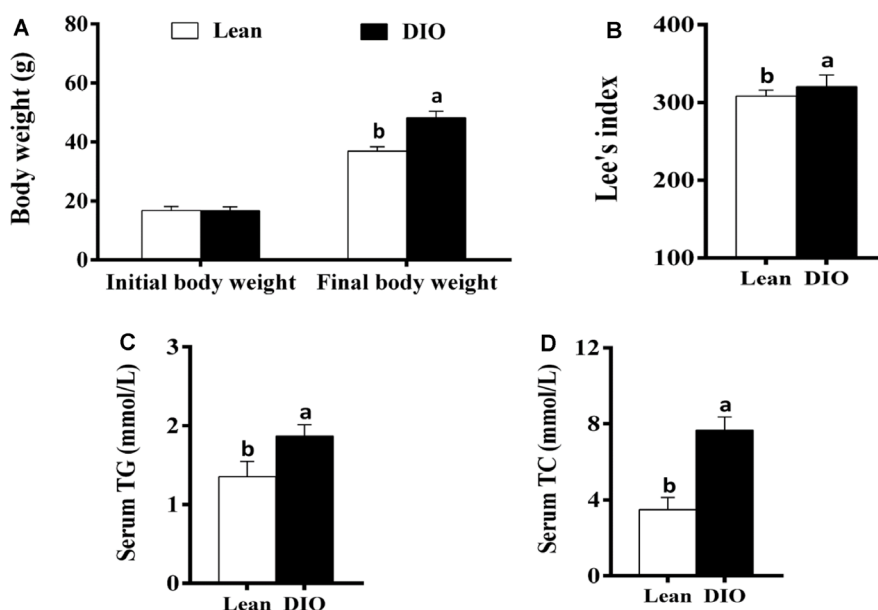 A
Lean
DIO
Body weight (g)
80
60
40
20
0
b
a
Initial body weight
Final body weight
B
Lee's index
400
300
200
100
b
a
Lean DIO
C
Serum TG (mmol/L)
3
2
1
0
b
a
Lean DIO
D
Serum TC (mmol/L)
12
8
4
0
b
a
Lean DIO